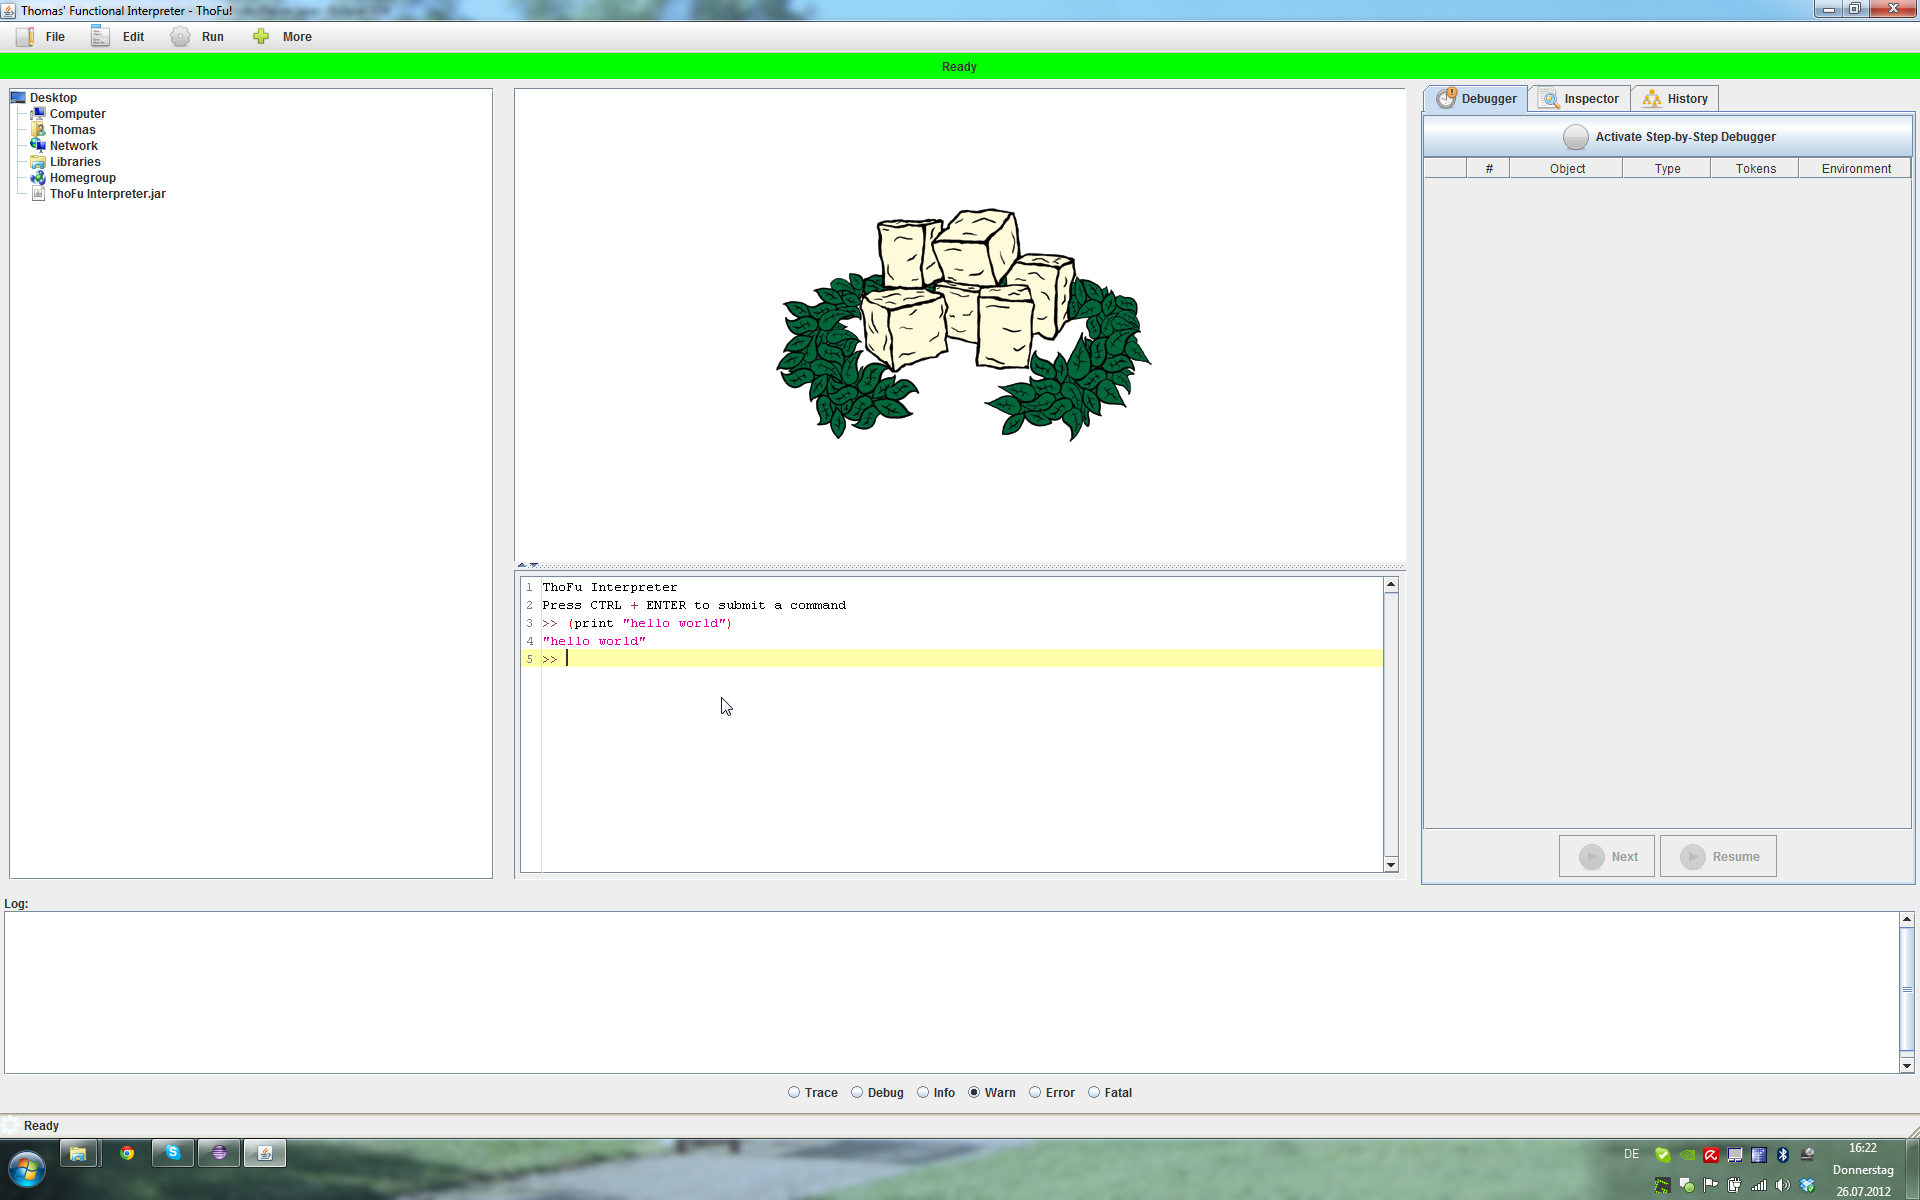 Thomas' Functional Interpreter - ThoFu!
File Edit Run More
Ready
Desktop
Computer
Thomas
Network
Libraries
Homegroup
ThoFu Interpreter.jar
1 ThoFu Interpreter
2 Press CTRL + ENTER to submit a command
3 >> (print "hello world")
4 "hello world"
5 >>
Debugger Inspector History
Activate Step-by-Step Debugger
# Object Type Tokens Environment
Next Resume
Log:
Trace Debug Info Warn Error Fatal
Ready
DE
16:22
Donnerstag
26.07.2012